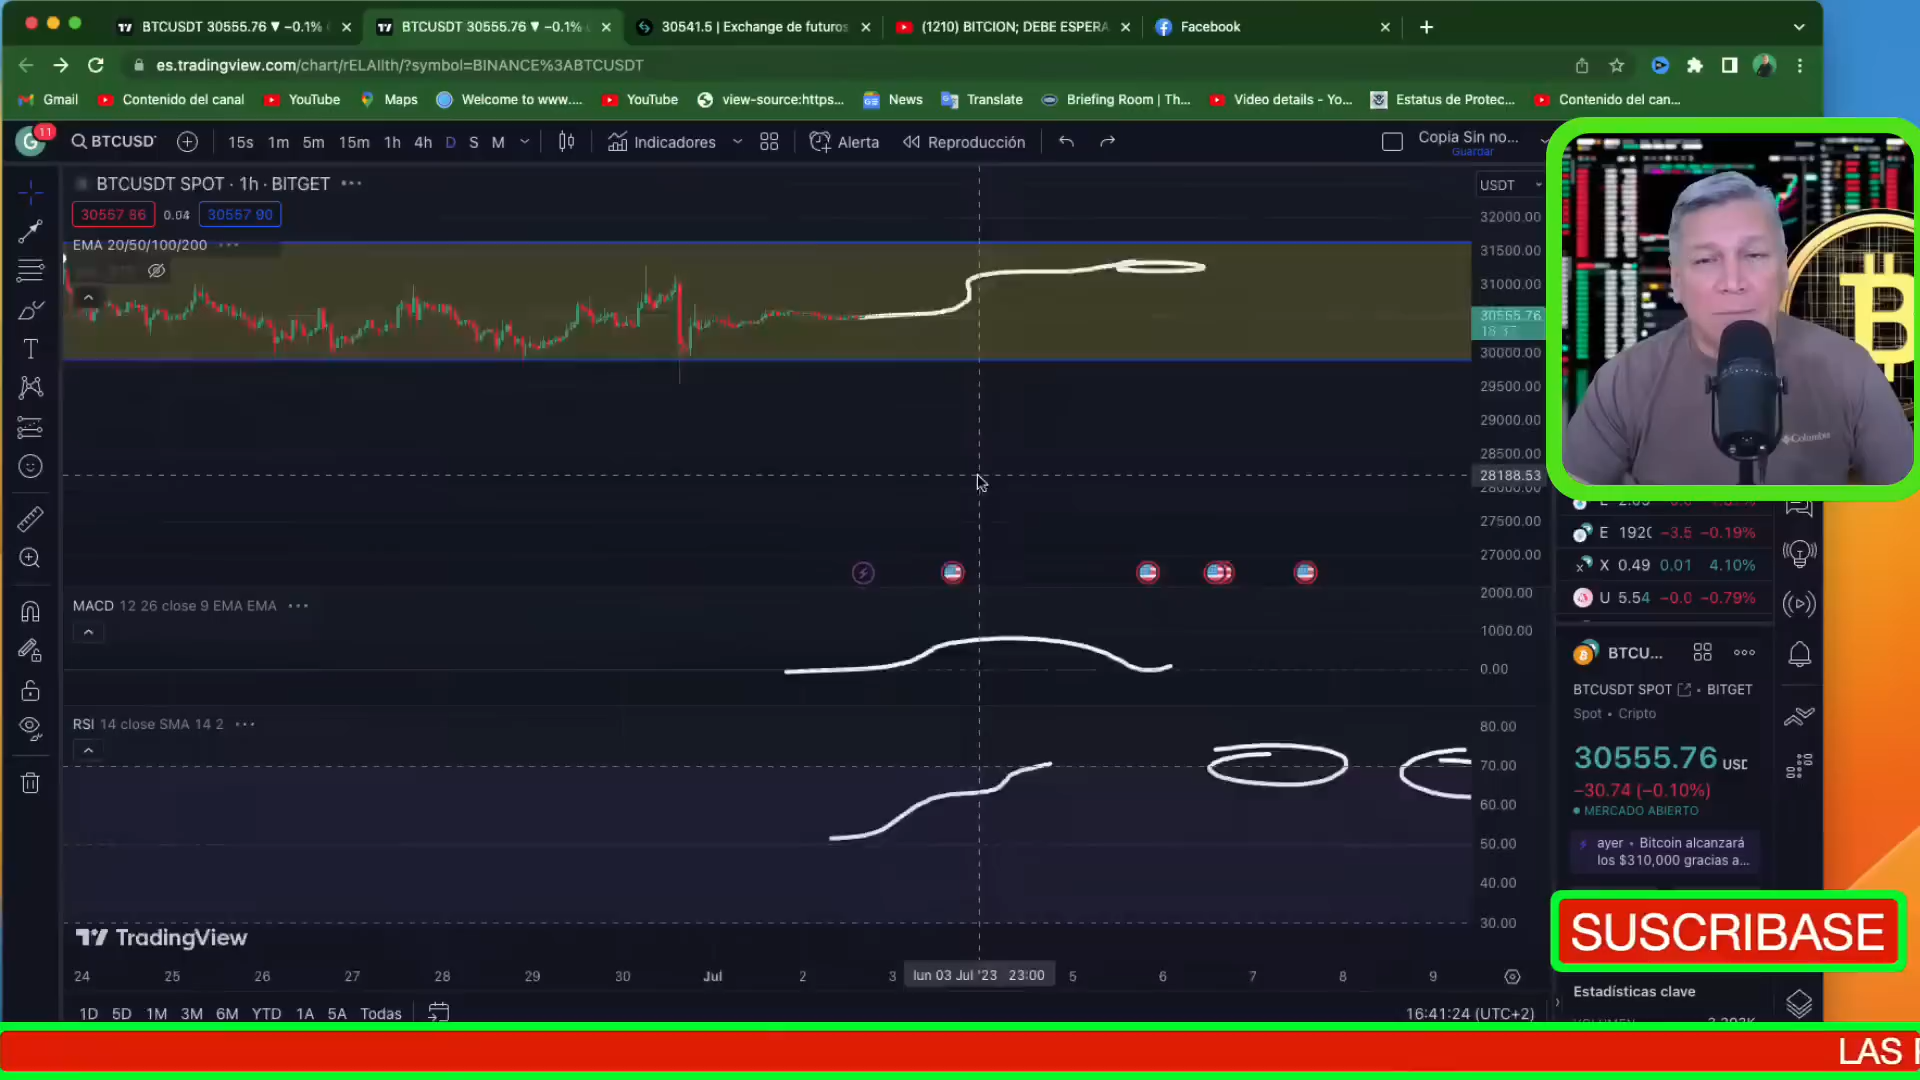 BTCUSDT 30555.76 ▼ −0.1%
BTCUSDT 30555.76 ▼ −0.1%
30541.5 | Exchange de futuros
(1210) BITCION; DEBE ESPERA
Facebook
es.tradingview.com/chart/rELAIlth/?symbol=BINANCE%3ABTCUSDT
Gmail
Contenido del canal
YouTube
Maps
Welcome to www....
YouTube
view-source:https...
News
Translate
Briefing Room | Th...
Video details - Yo...
Estatus de Protec...
Contenido del can...
G 11
BTCUSD
15s 1m 5m 15m 1h 4h D S M
Indicadores
Alerta
Reproducción
Copia Sin no...
Guardar
BTCUSDT SPOT · 1h · BITGET
USDT
30557.86 0.04 30557.90
EMA 20/50/100/200
32000.00
31500.00
31000.00
30555.76
30000.00
29500.00
29000.00
28500.00
28188.53
28000.00
27500.00
27000.00
MACD 12 26 close 9 EMA EMA
2000.00
1000.00
0.00
RSI 14 close SMA 14 2
80.00
70.00
60.00
50.00
40.00
30.00
TradingView
24 25 26 27 28 29 30 Jul 2 3 lun 03 Jul '23 23:00 5 6 7 8 9
1D 5D 1M 3M 6M YTD 1A 5A Todas
16:41:24 (UTC+2)
Columbia
E 1920 −3.5 −0.19%
X 0.49 0.01 4.10%
U 5.54 −0.0 −0.79%
BTCU...
BTCUSDT SPOT · BITGET
Spot • Cripto
30555.76
−30.74 (−0.10%)
MERCADO ABIERTO
ayer • Bitcoin alcanzará
los $310,000 gracias a...
SUSCRIBASE
Estadísticas clave
LAS